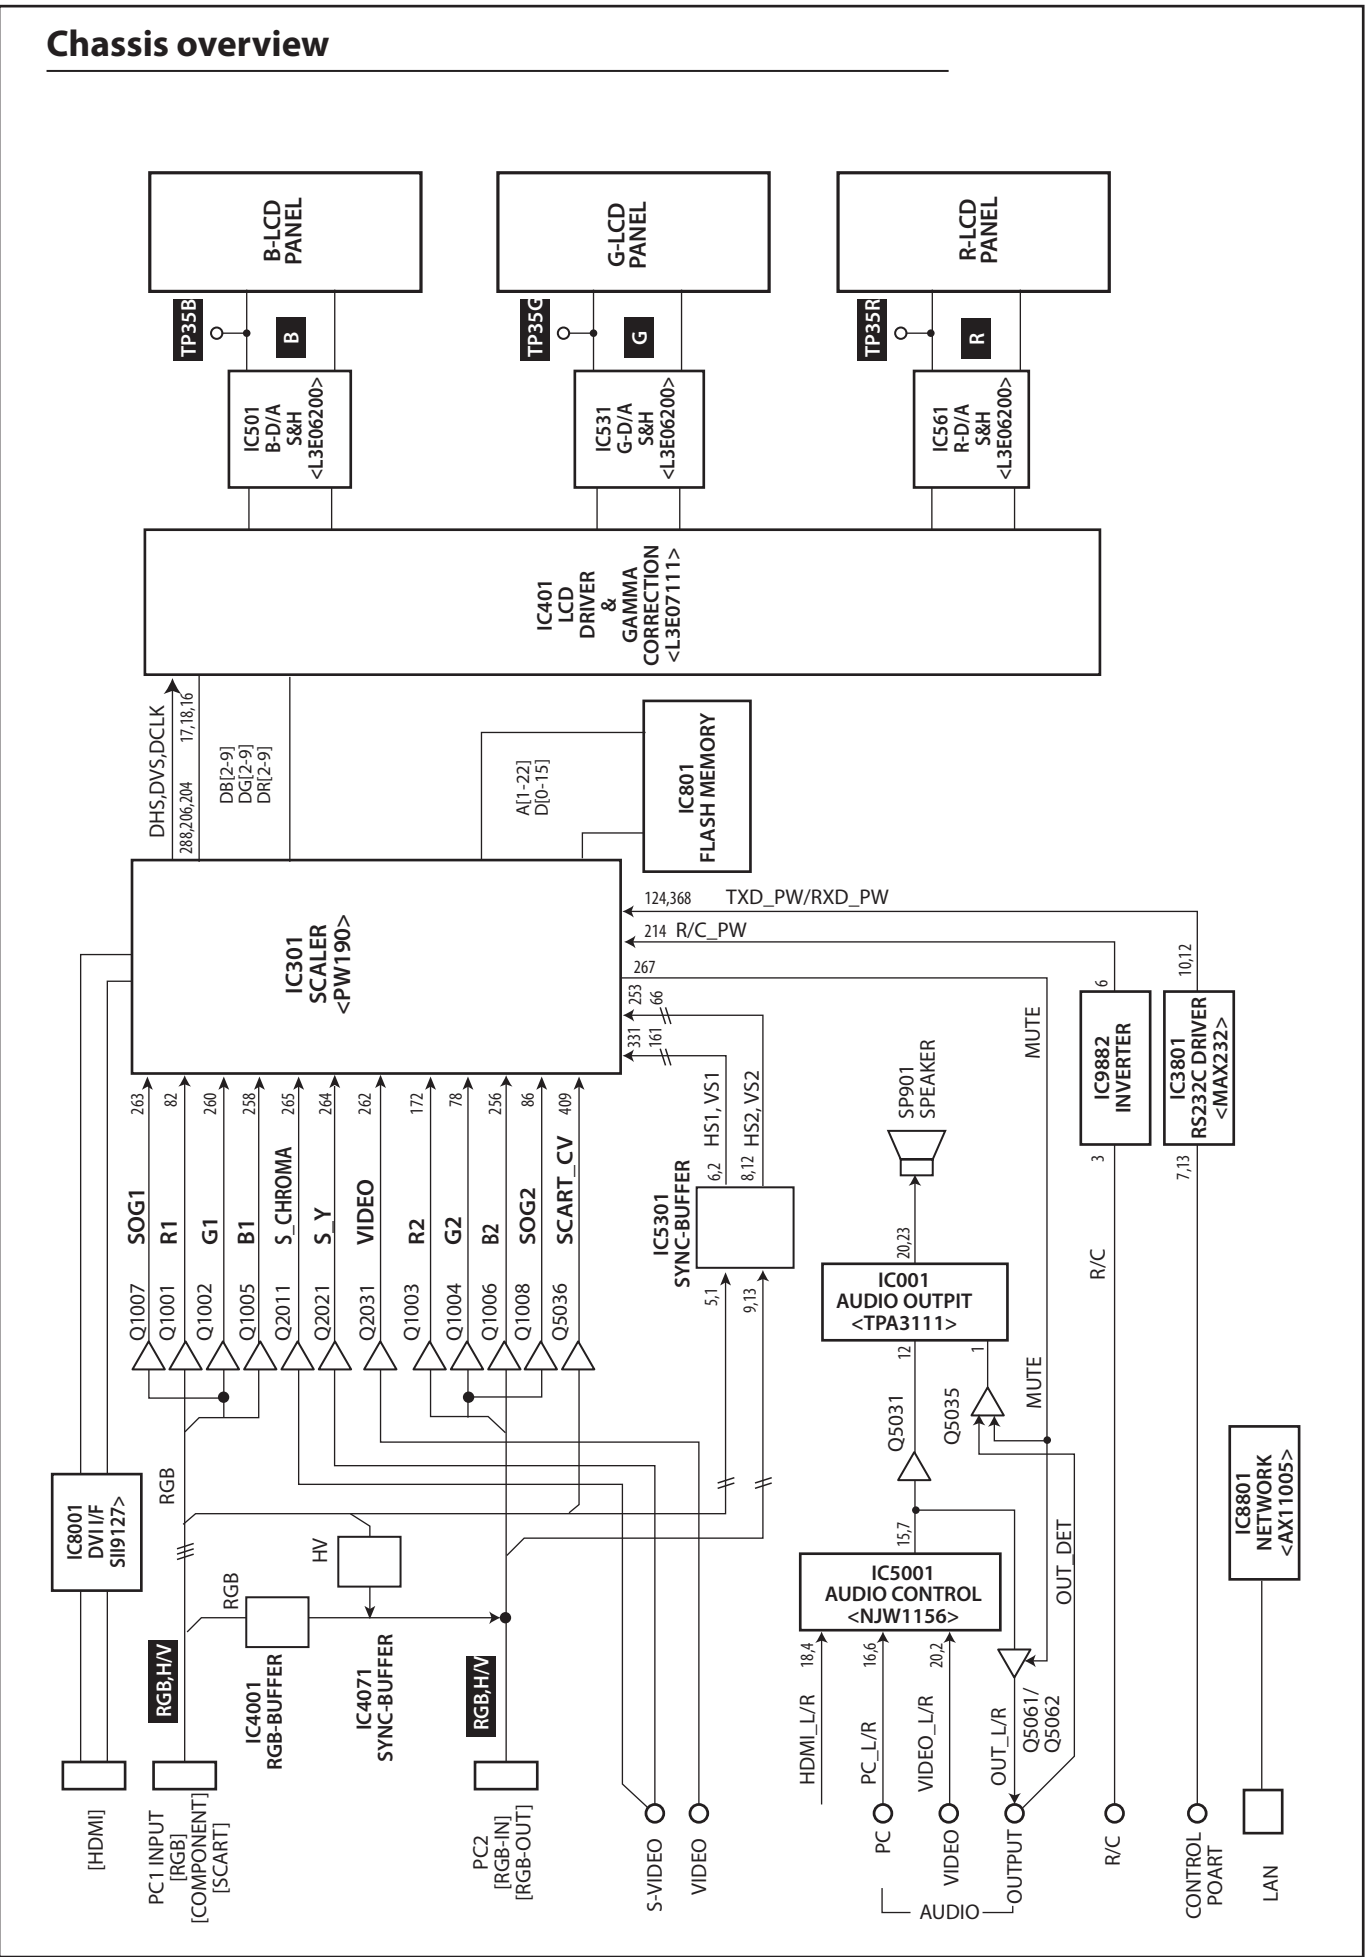 Chassis overview
[HDMI]
PC1 INPUT
[RGB]
[COMPONENT]
[SCART]
PC2
[RGB-IN]
[RGB-OUT]
S-VIDEO
VIDEO
PC
VIDEO
OUTPUT
AUDIO
R/C
CONTROL
POART
LAN
IC8001
DVI I/F
SII9127>
RGB,H/V
RGB
RGB
IC4001
RGB-BUFFER
HV
IC4071
SYNC-BUFFER
RGB,H/V
HDMI_L/R
18,4
PC_L/R
16,6
VIDEO_L/R
20,2
OUT_L/R
Q5061/
Q5062
IC5001
AUDIO CONTROL
<NJW1156>
15,7
OUT_DET
IC8801
NETWORK
<AX11005>
Q1007
SOG1
263
Q1001
R1
82
Q1002
G1
260
Q1005
B1
258
Q2011
S_CHROMA
265
Q2021
S_Y
264
Q2031
VIDEO
262
Q1003
R2
172
Q1004
G2
78
Q1006
B2
256
Q1008
SOG2
86
Q5036
SCART_CV
409
5,1
9,13
IC5301
SYNC-BUFFER
6,2
HS1, VS1
8,12
HS2, VS2
331
161
253
66
Q5031
Q5035
MUTE
12
1
IC001
AUDIO OUTPIT
<TPA3111>
20,23
SP901
SPEAKER
MUTE
267
R/C
3
IC9882
INVERTER
6
214
R/C_PW
7,13
IC3801
RS232C DRIVER
<MAX232>
10,12
124,368
TXD_PW/RXD_PW
IC301
SCALER
<PW190>
DHS,DVS,DCLK
288,206,204
17,18,16
DB[2-9]
DG[2-9]
DR[2-9]
A[1-22]
D[0-15]
IC801
FLASH MEMORY
IC401
LCD
DRIVER
&
GAMMA
CORRECTION
<L3E07111>
IC501
B-D/A
S&H
<L3E06200>
TP35B
B
B-LCD
PANEL
IC531
G-D/A
S&H
<L3E06200>
TP35G
G
G-LCD
PANEL
IC561
R-D/A
S&H
<L3E06200>
TP35R
R
R-LCD
PANEL